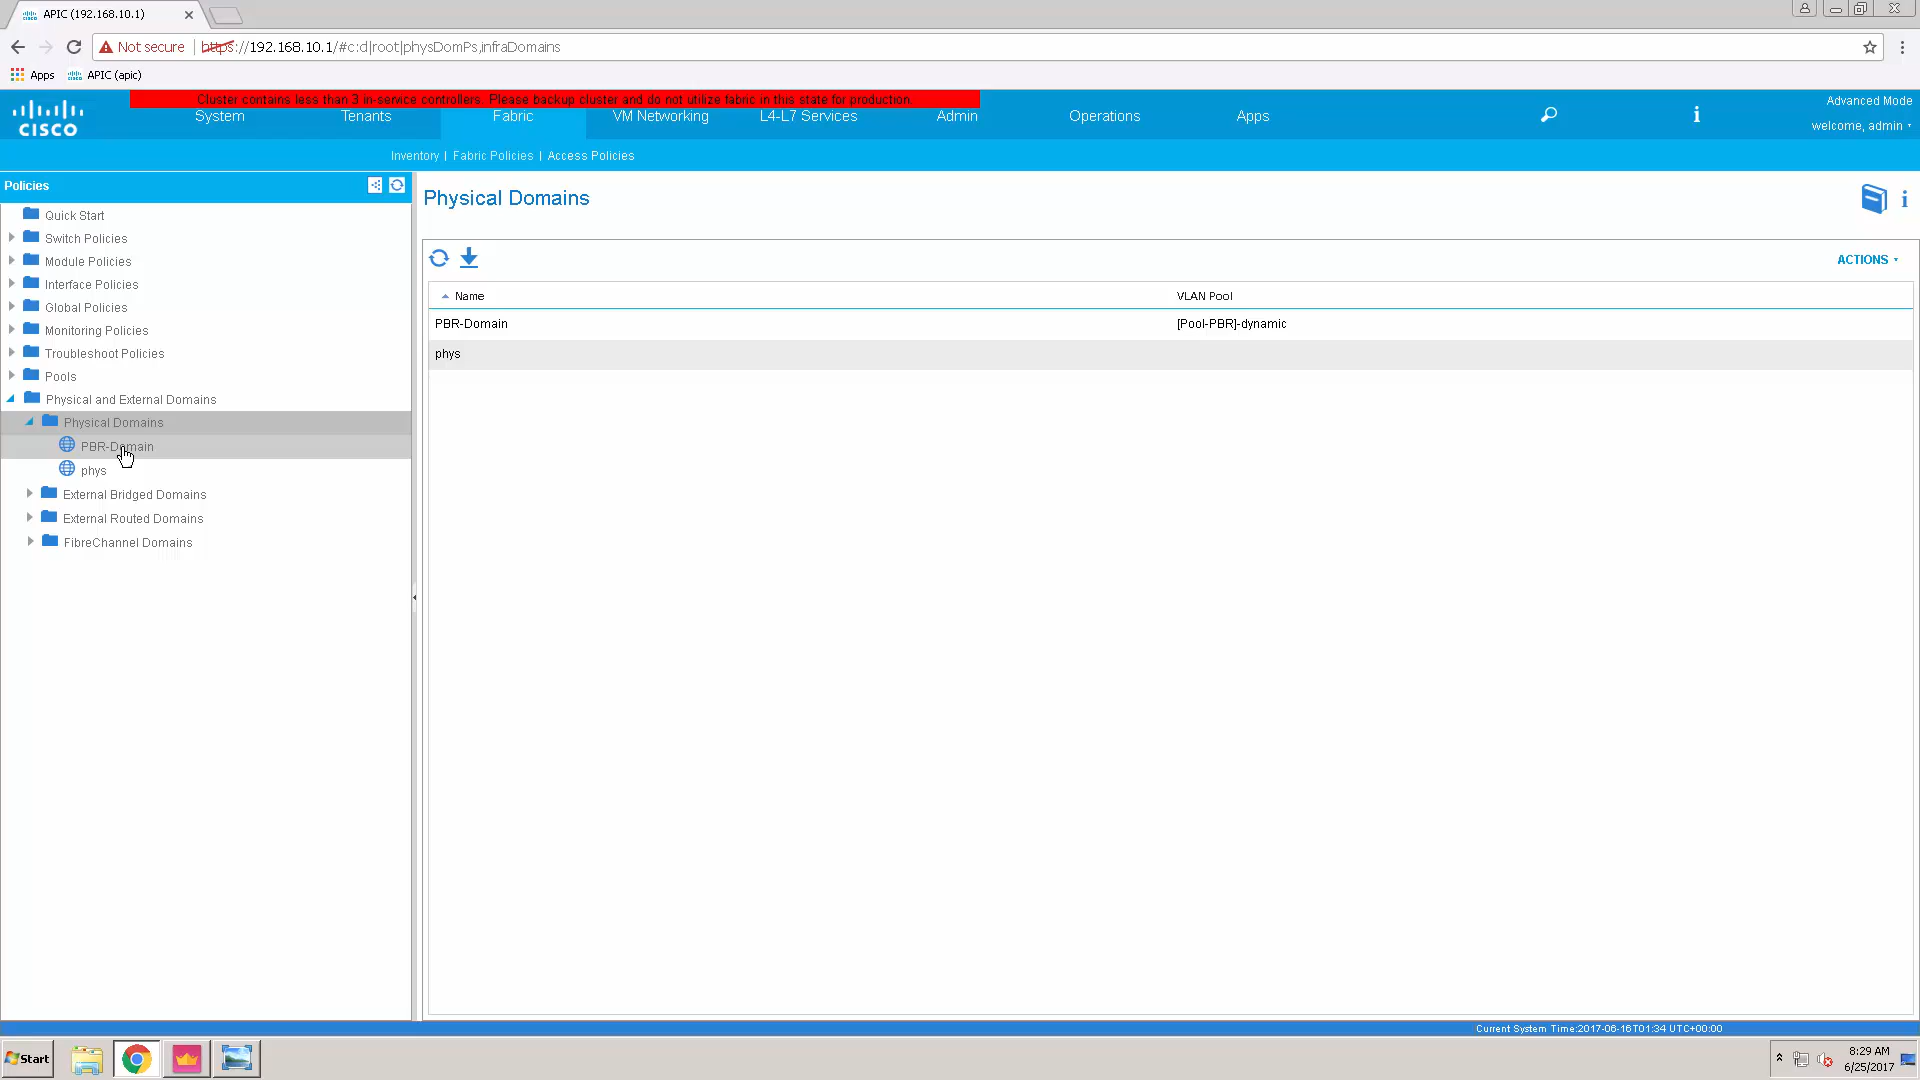 APIC (192.168.10.1)
Not secure | https://192.168.10.1/#c:d|root|physDomPs,infraDomains
Apps APIC (apic)
Cluster contains less than 3 in-service controllers. Please backup cluster and do not utilize fabric in this state for production.
CISCO
System Tenants Fabric VM Networking L4-L7 Services Admin Operations Apps i
Advanced Mode
welcome, admin
Inventory | Fabric Policies | Access Policies
Policies
Quick Start
Switch Policies
Module Policies
Interface Policies
Global Policies
Monitoring Policies
Troubleshoot Policies
Pools
Physical and External Domains
Physical Domains
PBR-Domain
phys
External Bridged Domains
External Routed Domains
FibreChannel Domains
Physical Domains
i
ACTIONS
Name VLAN Pool
PBR-Domain [Pool-PBR]-dynamic
phys
Current System Time:2017-06-16T01:34 UTC+00:00
Start
8:29 AM
6/25/2017